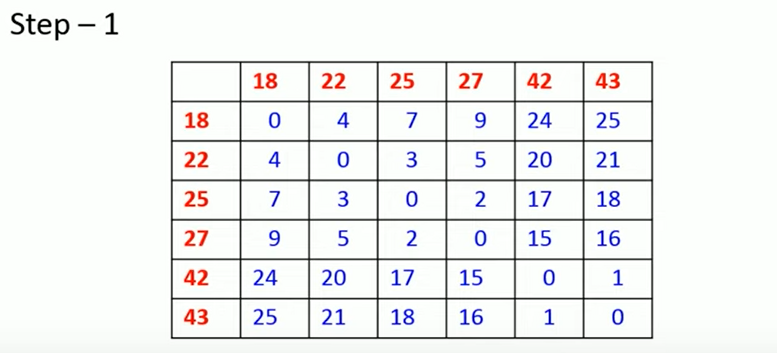 Step – 1
18 22 25 27 42 43
18 0 4 7 9 24 25
22 4 0 3 5 20 21
25 7 3 0 2 17 18
27 9 5 2 0 15 16
42 24 20 17 15 0 1
43 25 21 18 16 1 0